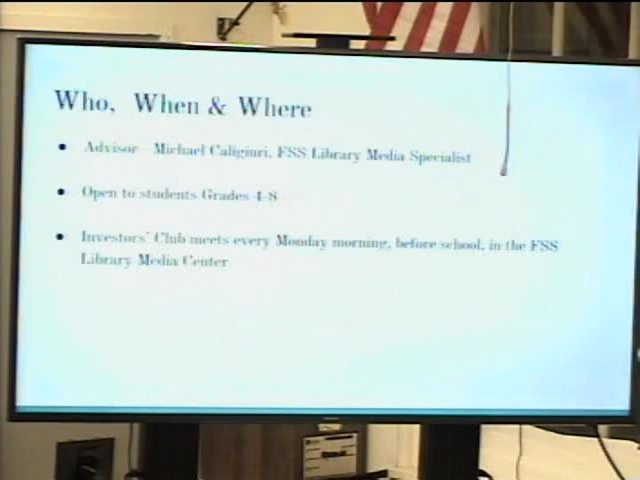 Who, When & Where
• Advisor - Michael Caligiuri, FSS Library Media Specialist
• Open to students Grades 4-8
• Investors' Club meets every Monday morning, before school, in the FSS
Library Media Center